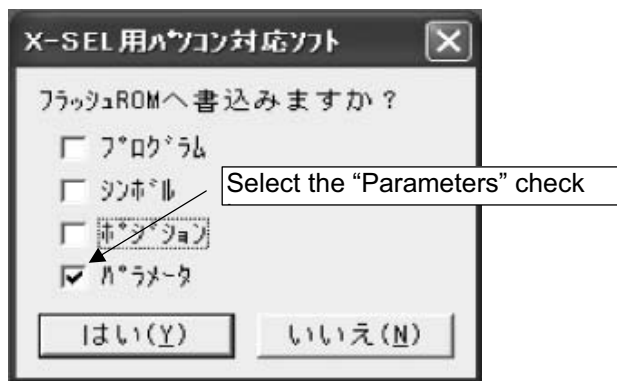 X-SEL用ﾊﾟｿｺﾝ対応ｿﾌﾄ
ﾌﾗｯｼｭROMへ書込みますか？
ﾌﾟﾛｸﾞﾗﾑ
ｼﾝﾎﾞﾙ
Select the “Parameters” check
ﾎﾟｼﾞｼｮﾝ
ﾊﾟﾗﾒｰﾀ
はい(Y) いいえ(N)